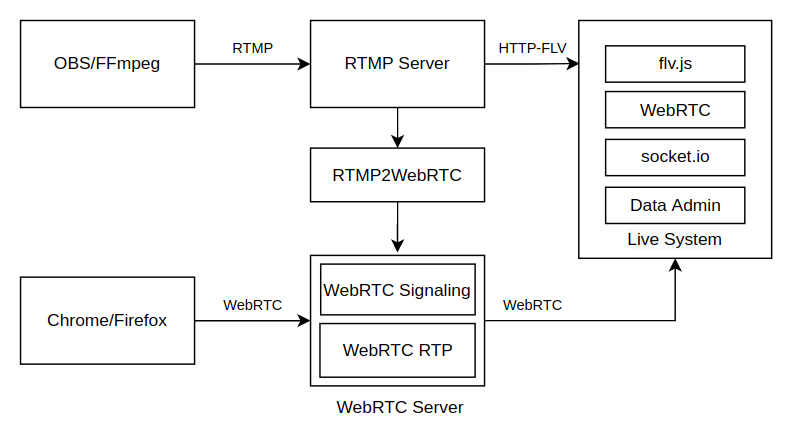 OBS/FFmpeg
RTMP
RTMP Server
HTTP-FLV
flv.js
WebRTC
socket.io
Data Admin
Live System
RTMP2WebRTC
Chrome/Firefox
WebRTC
WebRTC Signaling
WebRTC RTP
WebRTC Server
WebRTC